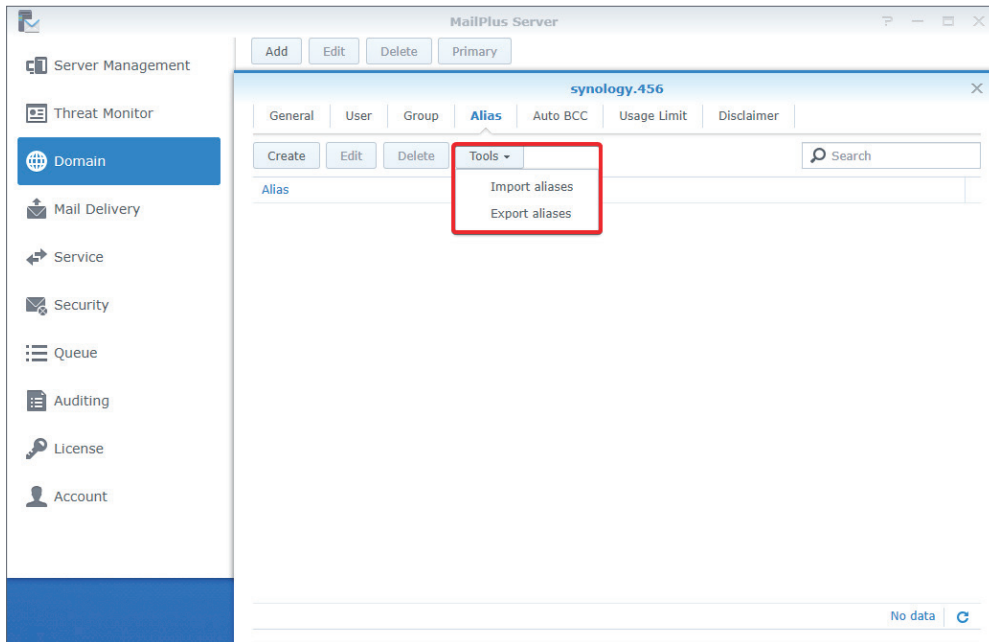 MailPlus Server
Server Management
Threat Monitor
Domain
Mail Delivery
Service
Security
Queue
Auditing
License
Account
Add Edit Delete Primary
synology.456
General User Group Alias Auto BCC Usage Limit Disclaimer
Create Edit Delete Tools Search
Alias
Import aliases
Export aliases
No data